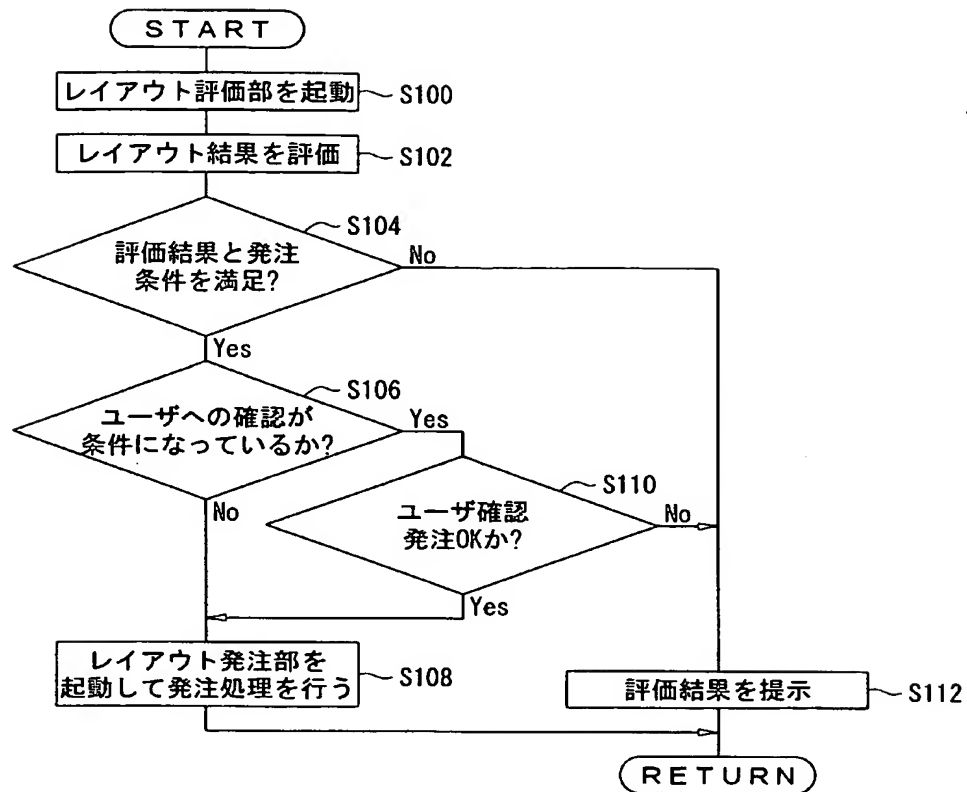 START
レイアウト評価部を起動
S100
レイアウト結果を評価
S102
S104
評価結果と発注
条件を満足?
No
Yes
S106
ユーザへの確認が
条件になっているか?
Yes
No
S110
ユーザ確認
発注OKか?
No
Yes
レイアウト発注部を
起動して発注処理を行う
S108
評価結果を提示
S112
RETURN